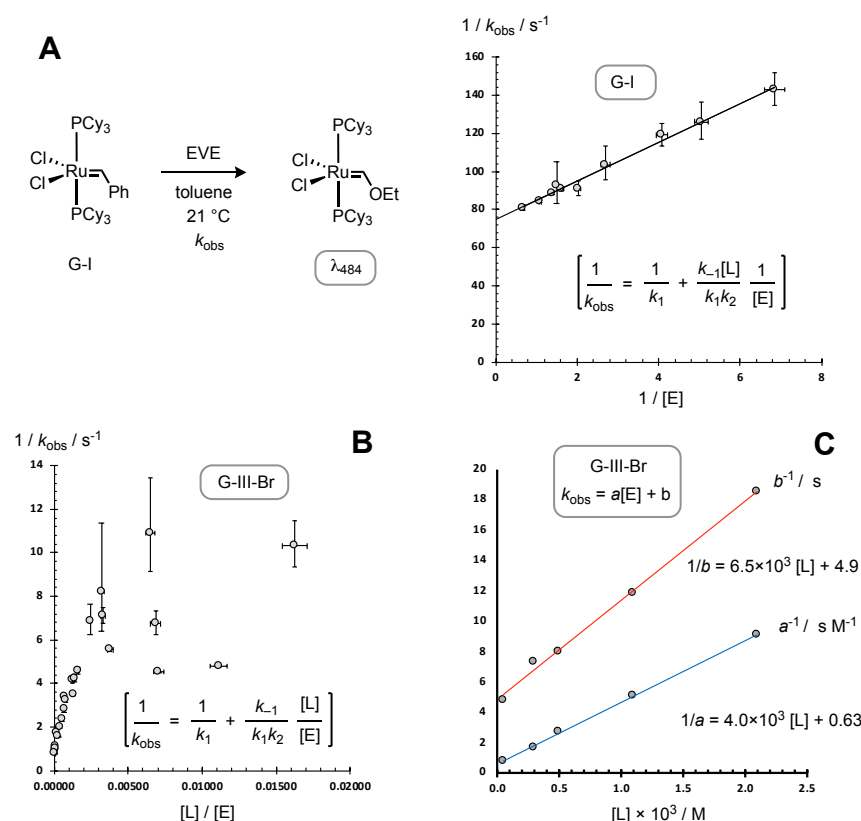 A
PCy3
Cl
Cl
Ru
Ph
PCy3
G-I
EVE
toluene
21 °C
kobs
PCy3
Cl
Cl
Ru
OEt
PCy3
λ484
1 / kobs / s-1
160
140
120
100
80
60
40
20
0
G-I
1/kobs = 1/k1 + k–1[L]/k1k2 1/[E]
0
2
4
6
8
1 / [E]
B
1 / kobs / s-1
14
12
10
8
6
4
2
0
G-III-Br
1/kobs = 1/k1 + k–1/k1k2 [L]/[E]
0.00000
0.00500
0.01000
0.01500
0.02000
[L] / [E]
C
20
18
16
14
12
10
8
6
4
2
0
G-III-Br
kobs = a[E] + b
b-1 / s
1/b = 6.5×10³ [L] + 4.9
a-1 / s M-1
1/a = 4.0×10³ [L] + 0.63
0.0
0.5
1.0
1.5
2.0
2.5
[L] × 10³ / M